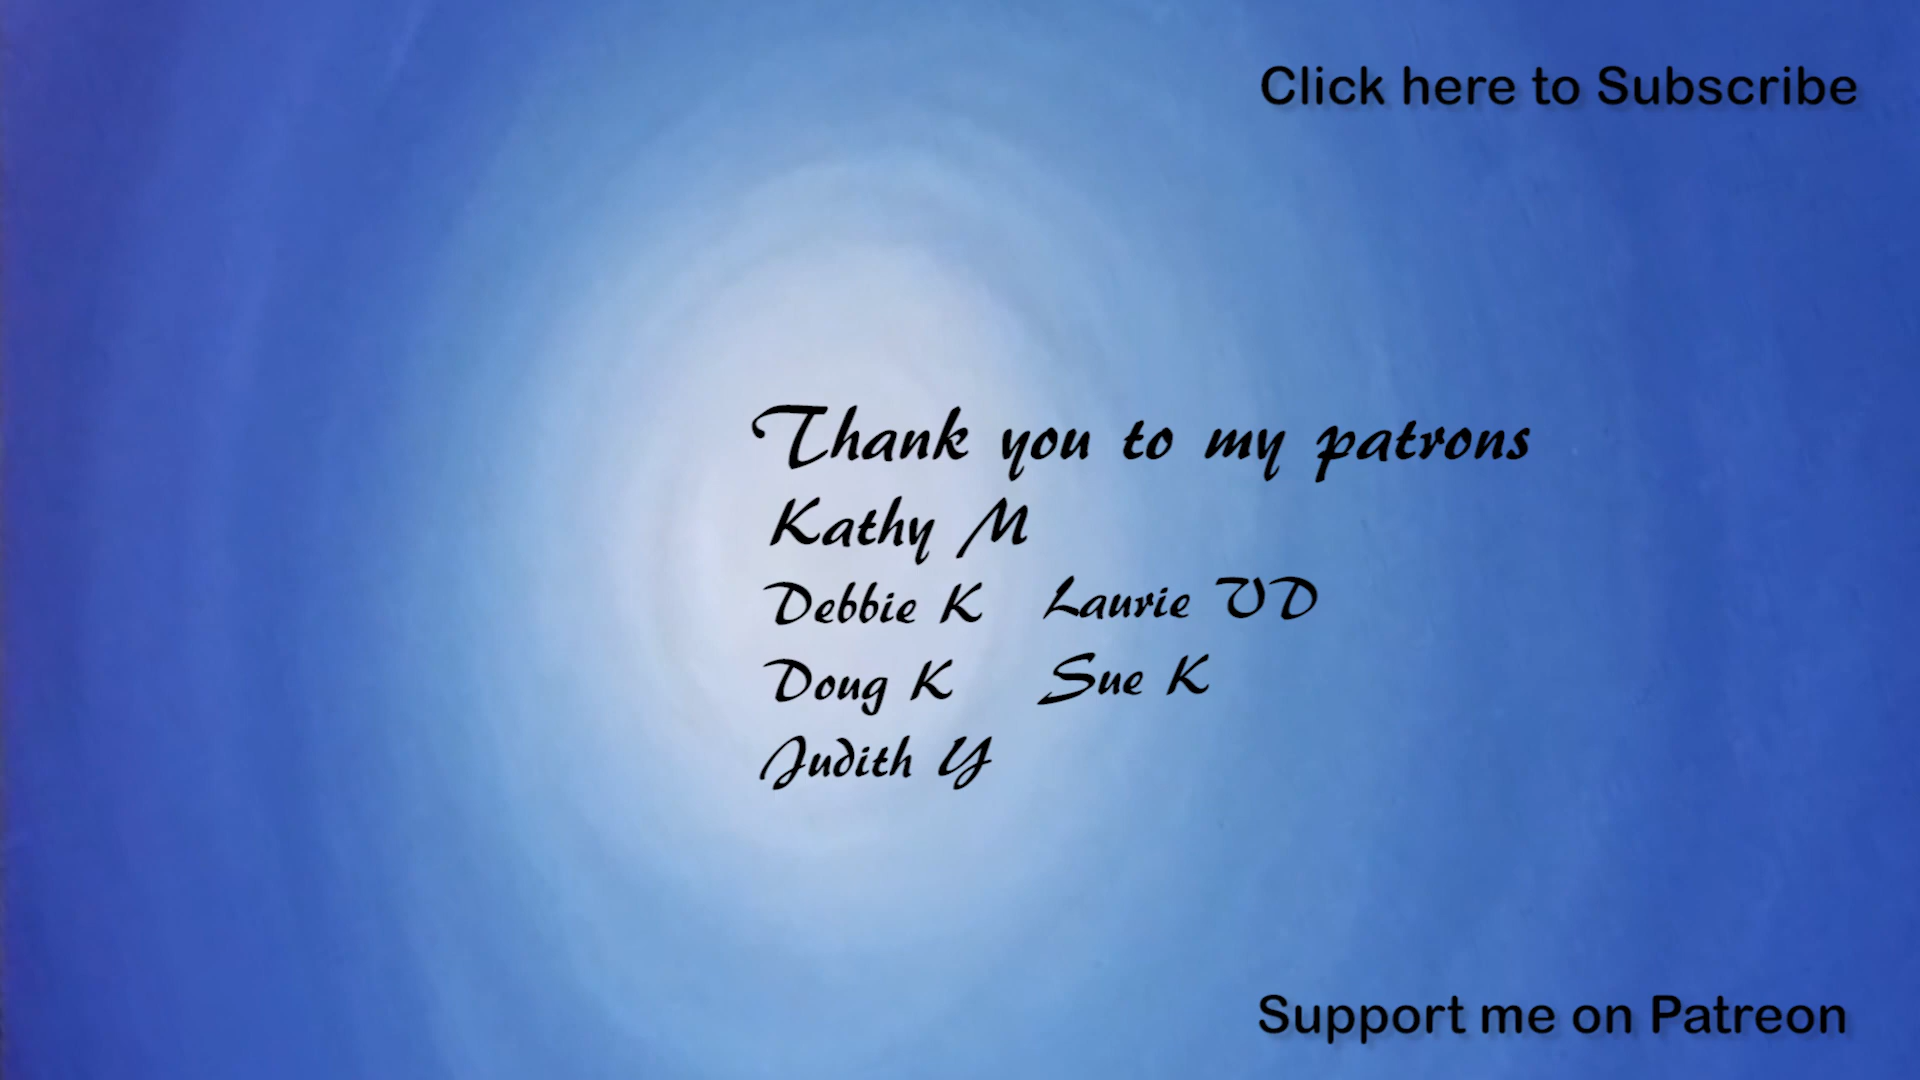 Click here to Subscribe
Thank you to my patrons
Kathy M
Debbie K Laurie VD
Doug K Sue K
Judith Y
Support me on Patreon